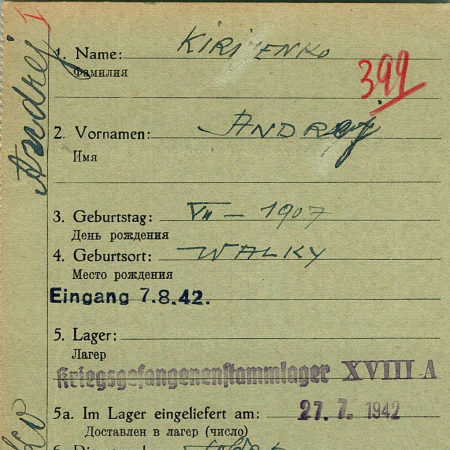 Andrej I
1. Name: KIRITENKO
Фамилия
399
2. Vornamen: ANDREJ
Имя
3. Geburtstag: VII – 1907
День рождения
4. Geburtsort: WALKY
Место рождения
Eingang 7.8.42.
5. Lager:
Лагерь
Kriegsgefangenenstammlager XVIII A
5a. Im Lager eingeliefert am: 27. 7. 1942
Доставлен в лагерь (число)